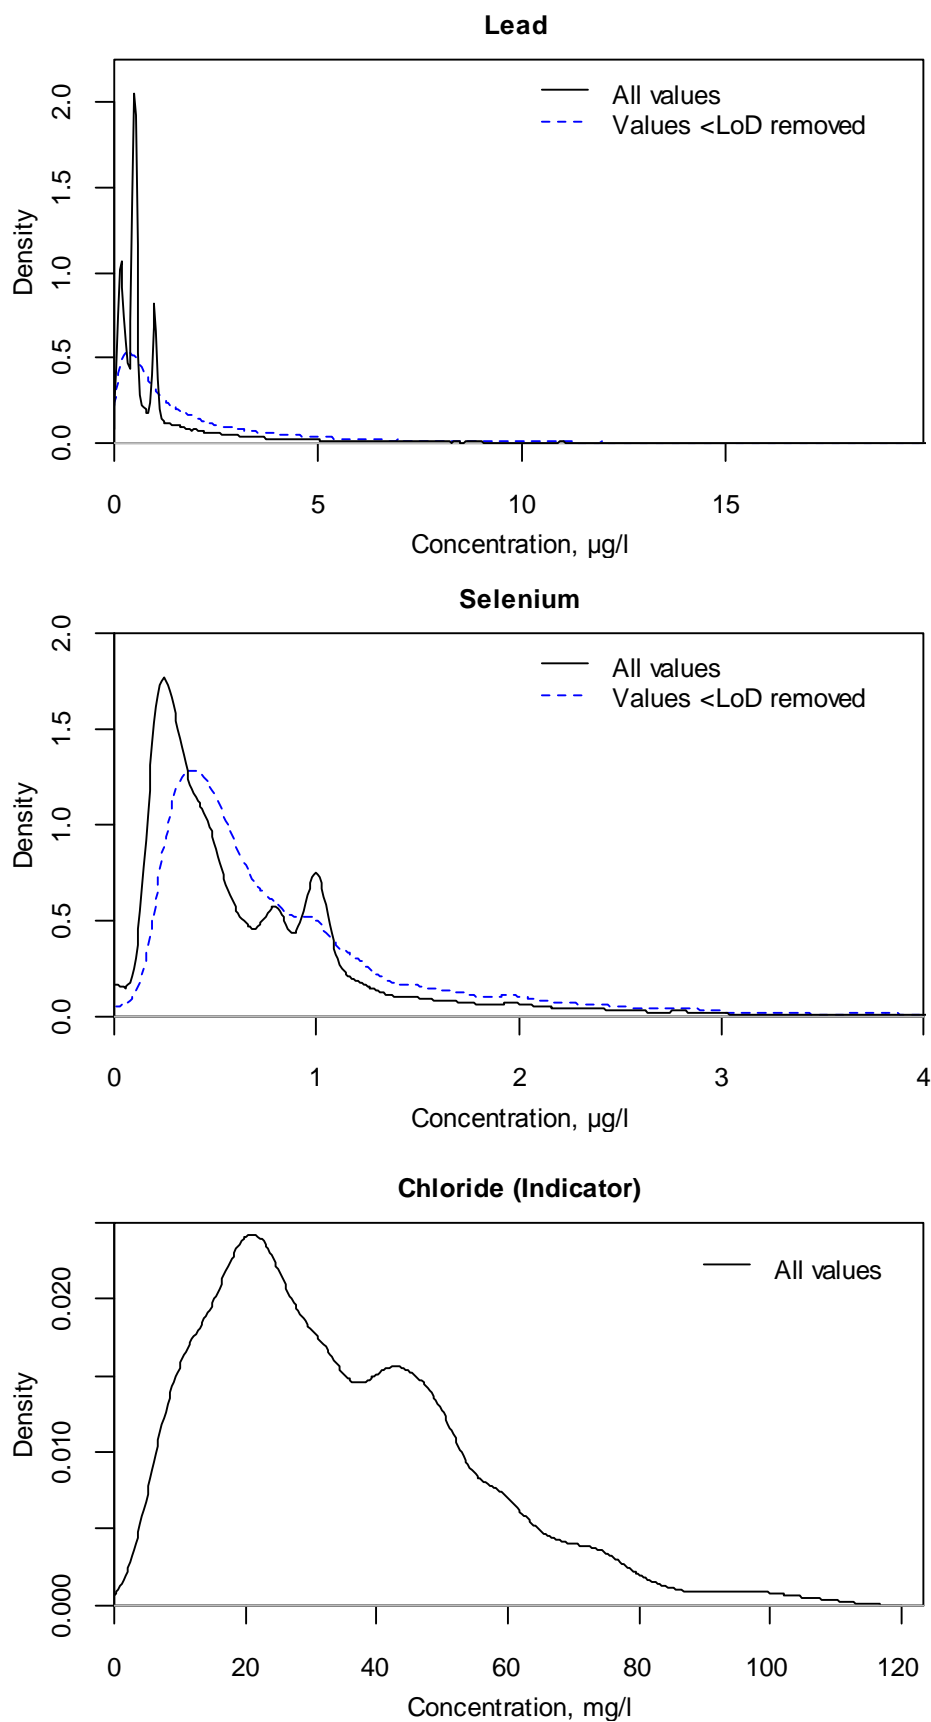 Lead
All values
Values <LoD removed
Density
0.0 0.5 1.0 1.5 2.0
0 5 10 15
Concentration, µg/l
Selenium
All values
Values <LoD removed
Density
0.0 0.5 1.0 1.5 2.0
0 1 2 3 4
Concentration, µg/l
Chloride (Indicator)
All values
Density
0.000 0.010 0.020
0 20 40 60 80 100 120
Concentration, mg/l